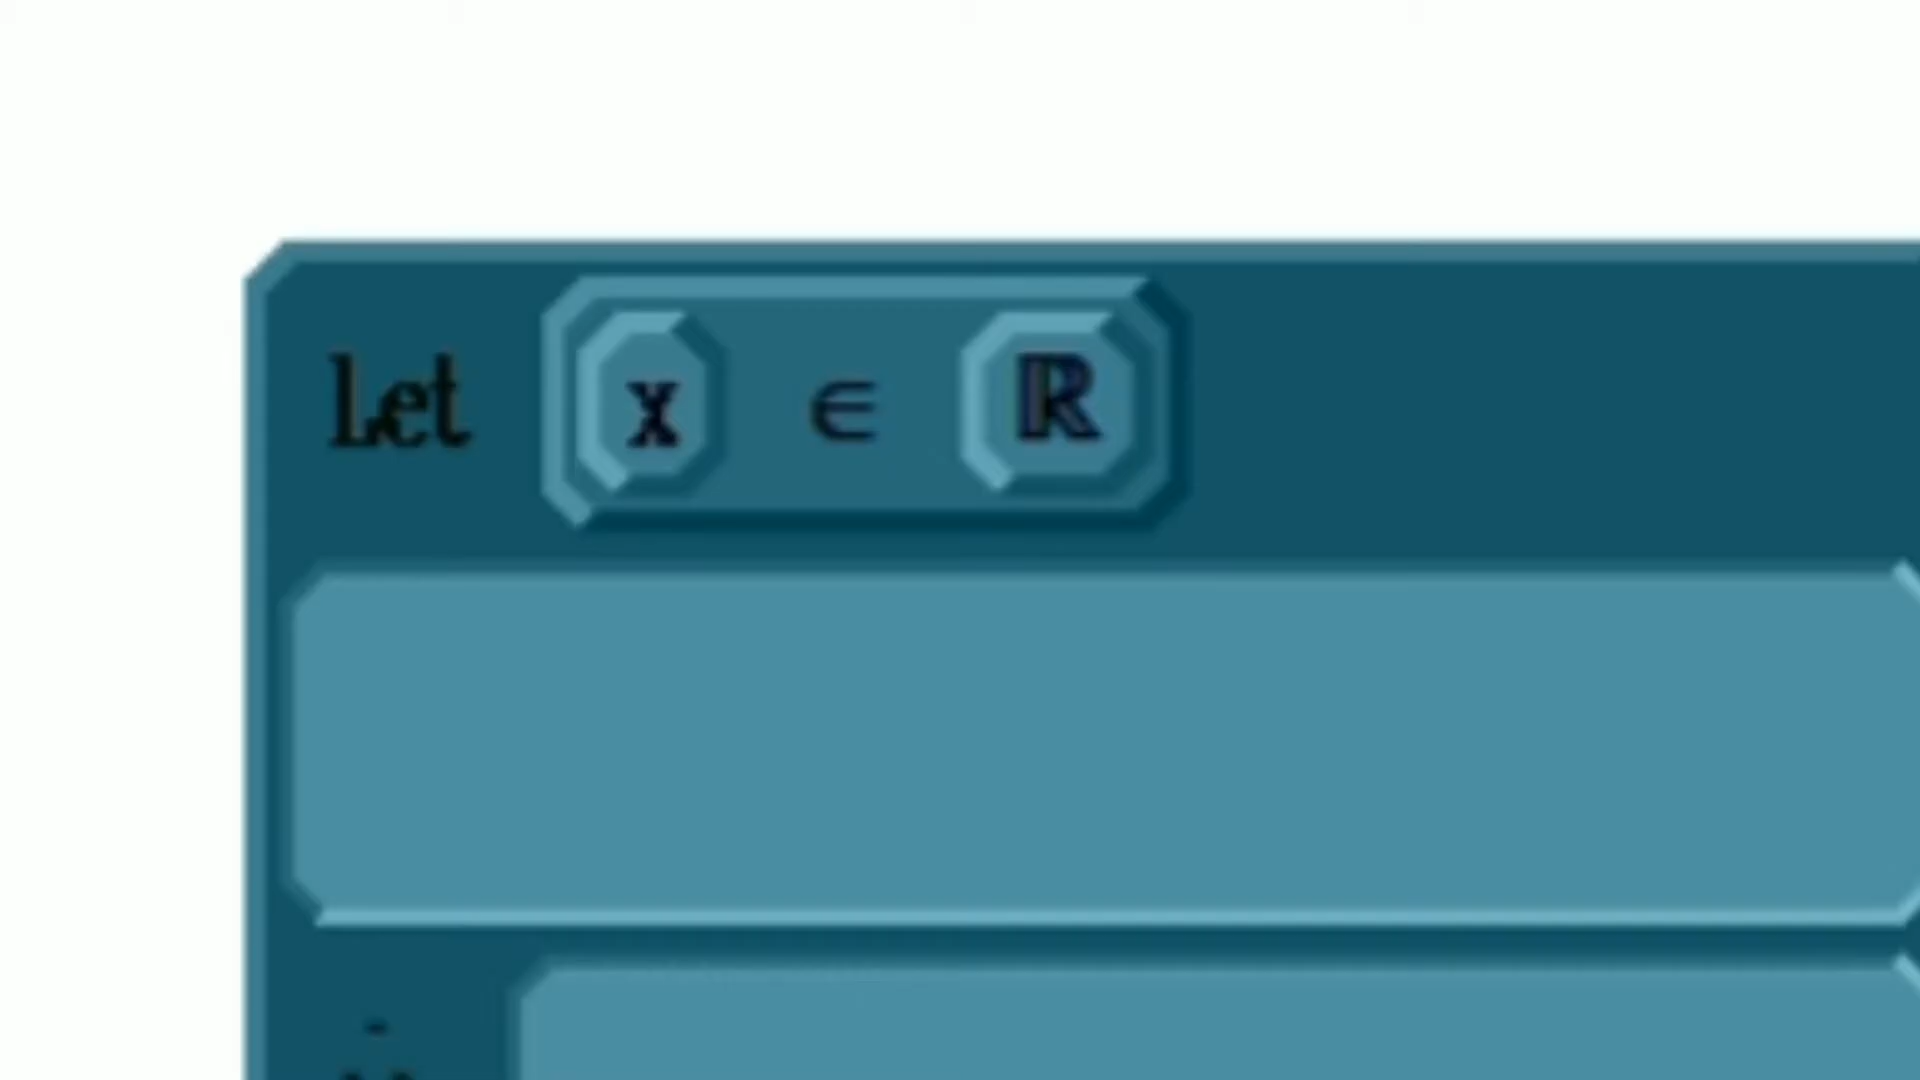 Let x ∈ ℝ